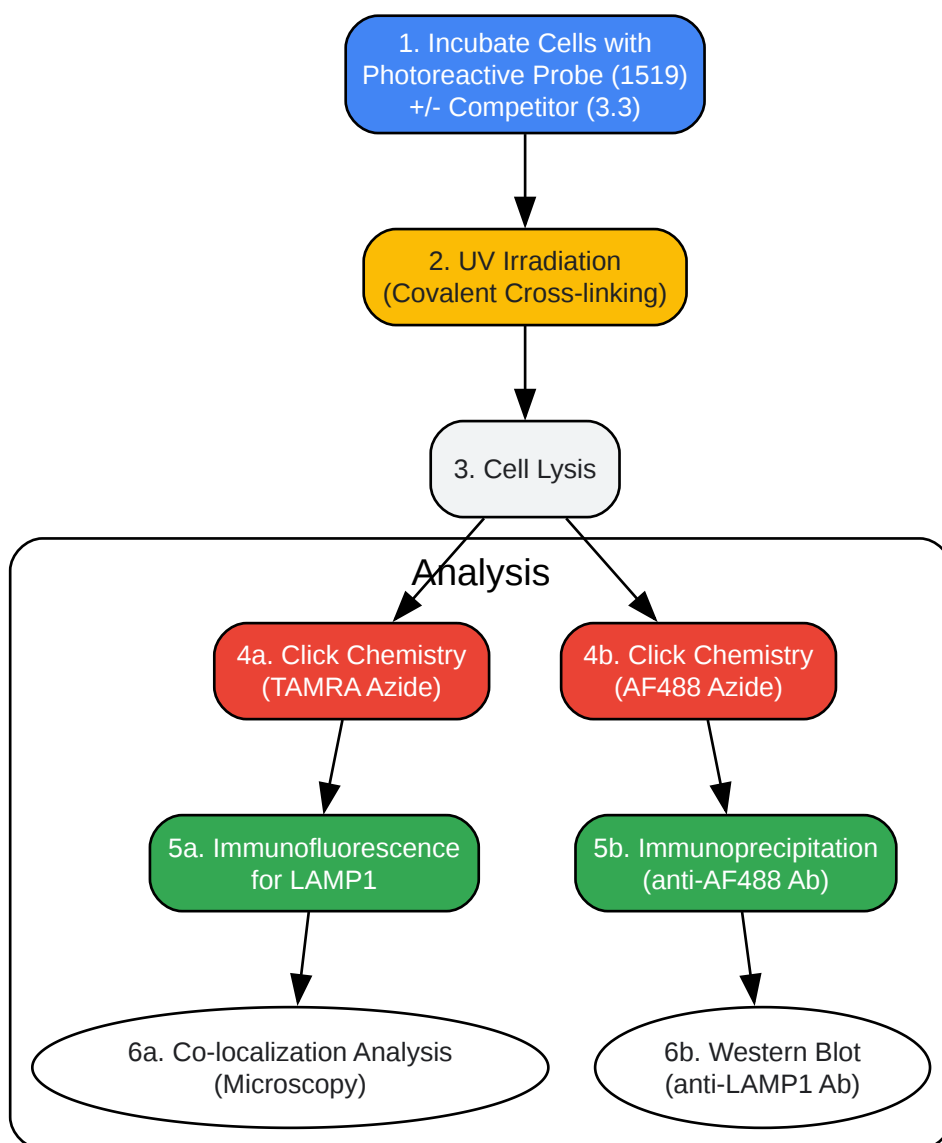 1. Incubate Cells with
Photoreactive Probe (1519)
+/- Competitor (3.3)
2. UV Irradiation
(Covalent Cross-linking)
3. Cell Lysis
Analysis
4a. Click Chemistry
(TAMRA Azide)
4b. Click Chemistry
(AF488 Azide)
5a. Immunofluorescence
for LAMP1
5b. Immunoprecipitation
(anti-AF488 Ab)
6a. Co-localization Analysis
(Microscopy)
6b. Western Blot
(anti-LAMP1 Ab)